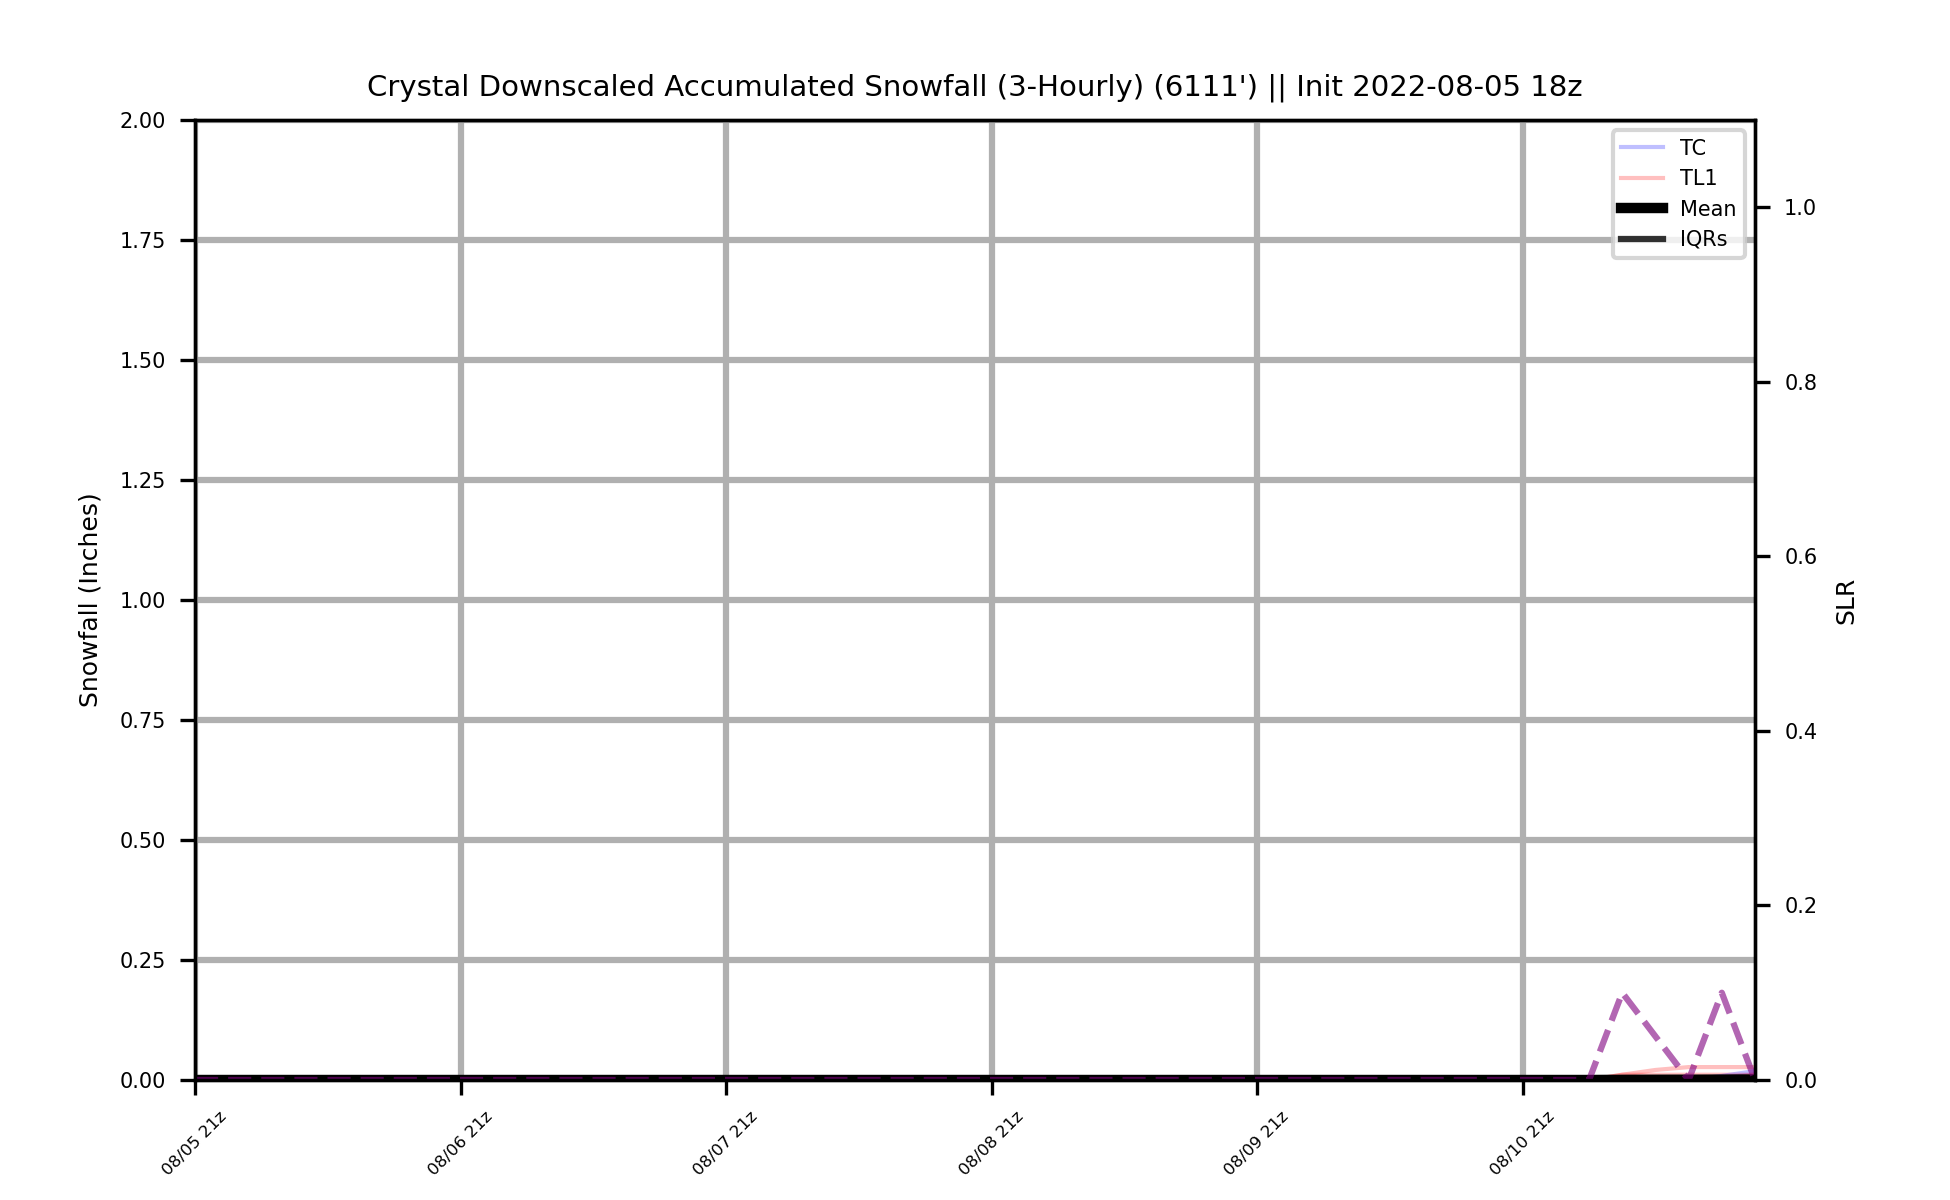 Crystal Downscaled Accumulated Snowfall (3-Hourly) (6111') || Init 2022-08-05 18z
TC
TL1
Mean
IQRs
Snowfall (Inches)
2.00
1.75
1.50
1.25
1.00
0.75
0.50
0.25
0.00
1.0
0.8
0.6
0.4
0.2
0.0
SLR
08/05 21z
08/06 21z
08/07 21z
08/08 21z
08/09 21z
08/10 21z